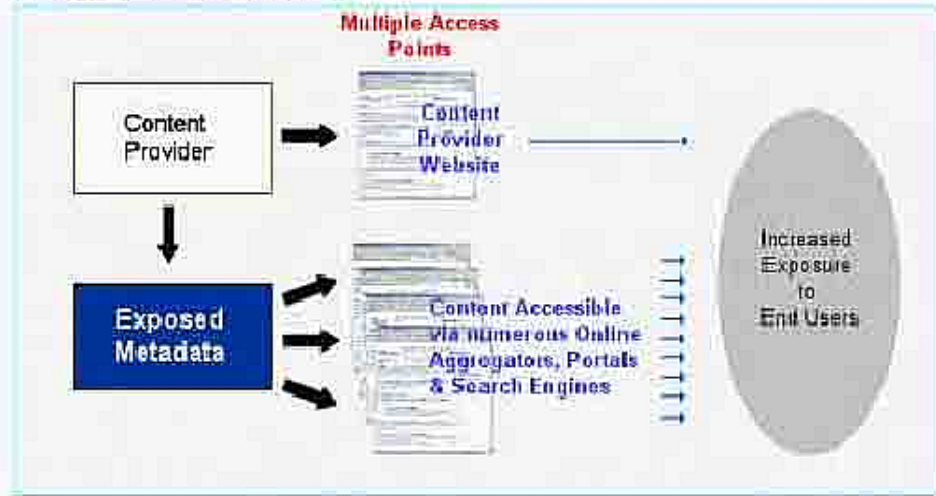 Multiple Access
Points
Content
Provider
Content
Provider
Website
Exposed
Metadata
Content Accessible
via numerous Online
Aggregators, Portals
& Search Engines
Increased
Exposure
to
End Users